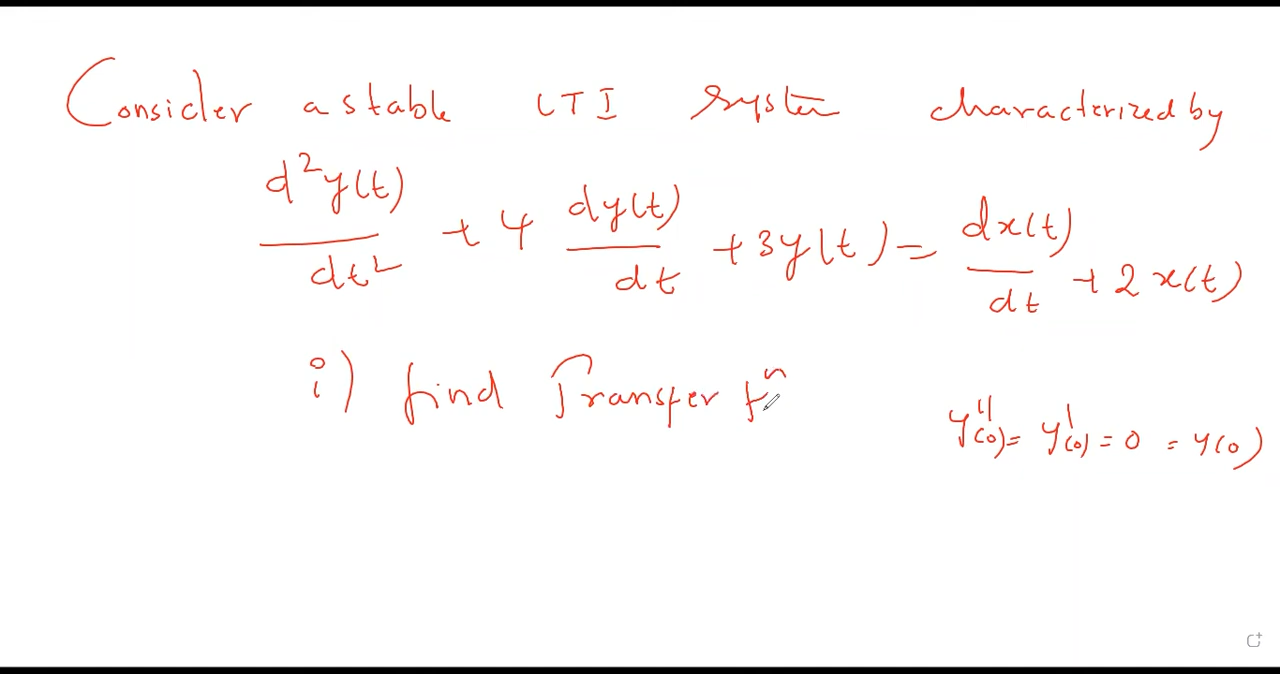 Consider a stable LTI system characterized by
d²y(t)/dt² + 4 dy(t)/dt + 3y(t) = dx(t)/dt + 2x(t)
i) find Transfer fⁿ
y''(0) = y'(0) = 0 = y(0)